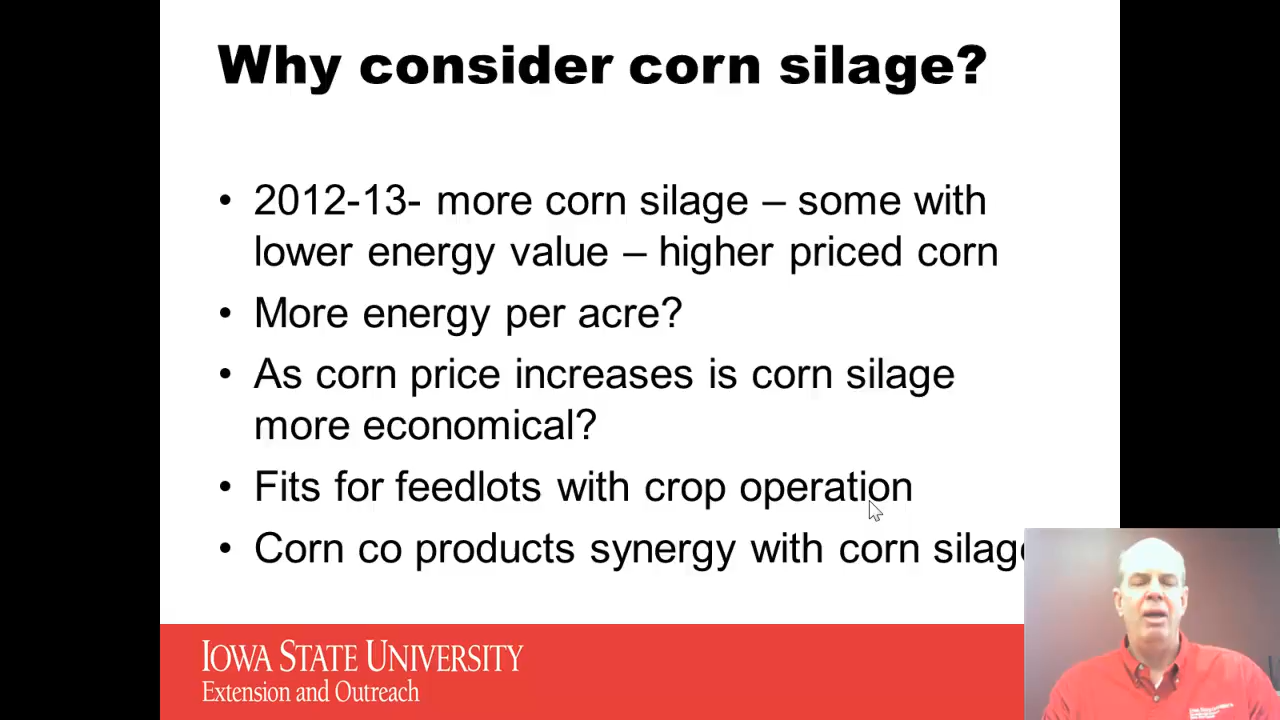 Why consider corn silage?
• 2012-13- more corn silage – some with
lower energy value – higher priced corn
• More energy per acre?
• As corn price increases is corn silage
more economical?
• Fits for feedlots with crop operation
• Corn co products synergy with corn silage
IOWA STATE UNIVERSITY
Extension and Outreach